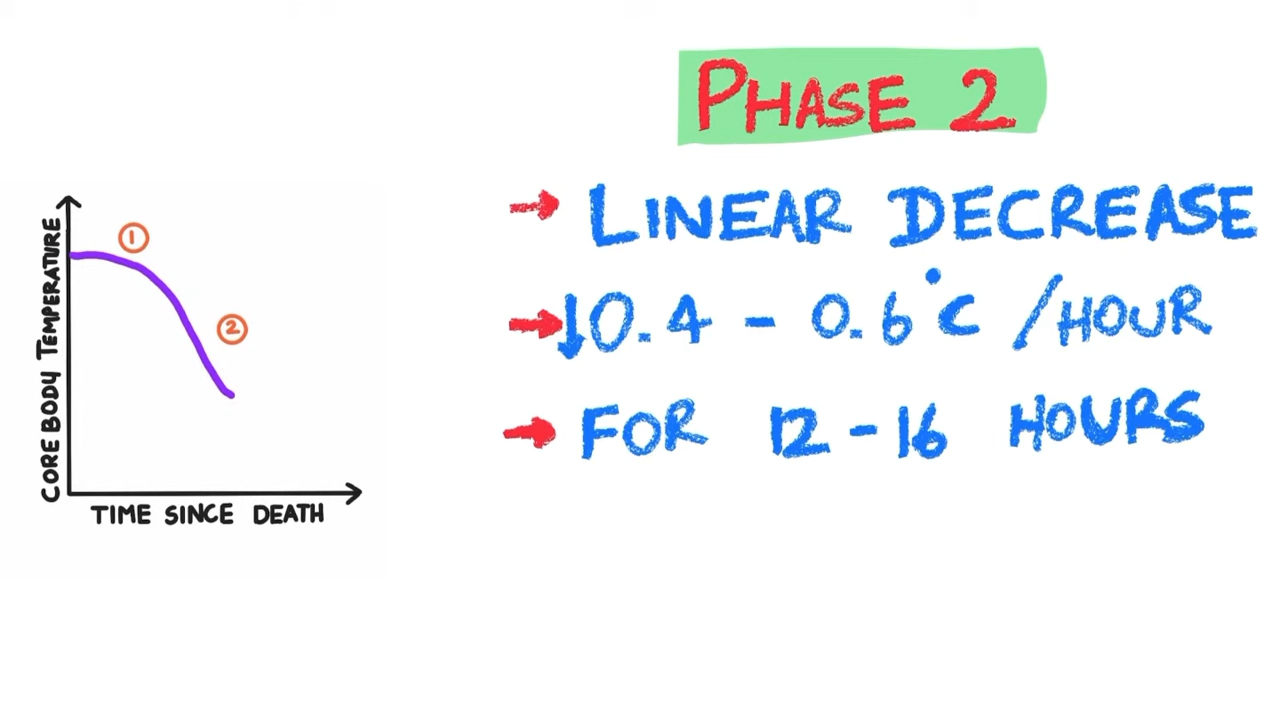 PHASE 2
→ LINEAR DECREASE
→ ↓0.4 - 0.6°C /HOUR
→ FOR 12-16 HOURS
CORE BODY TEMPERATURE
①
②
TIME SINCE DEATH